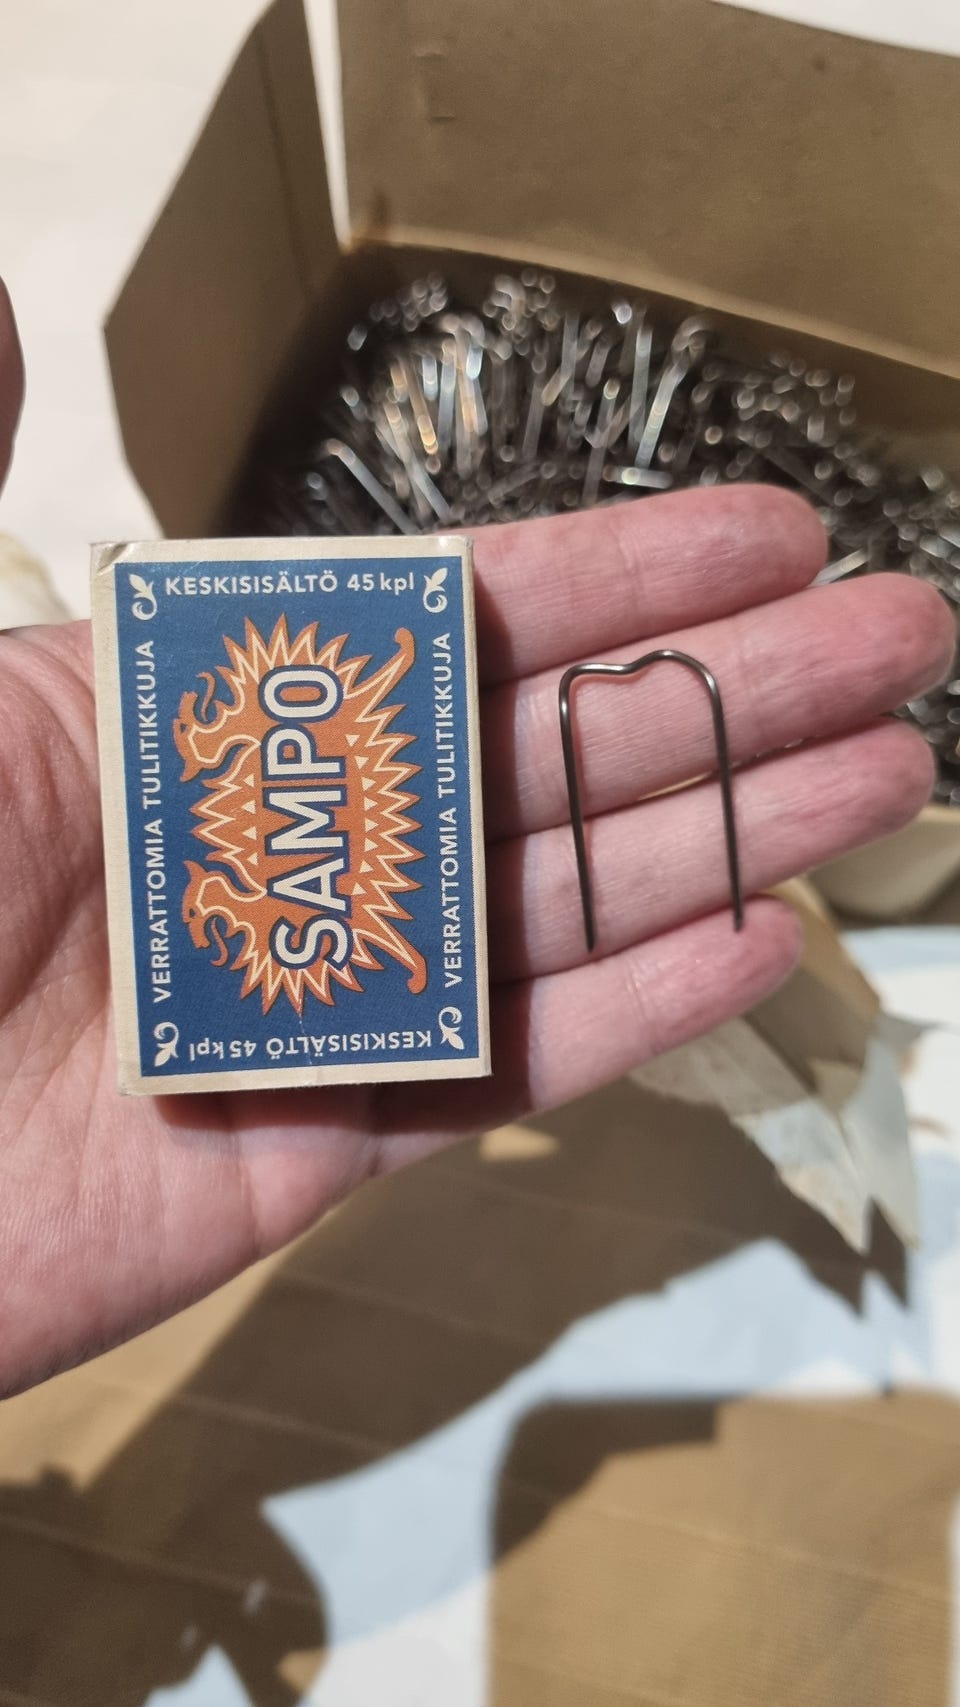 KESKISISÄLTÖ 45 kpl
VERRATTOMIA TULITIKKUJA
SAMPO
VERRATTOMIA TULITIKKUJA
KESKISISÄLTÖ 45 kpl